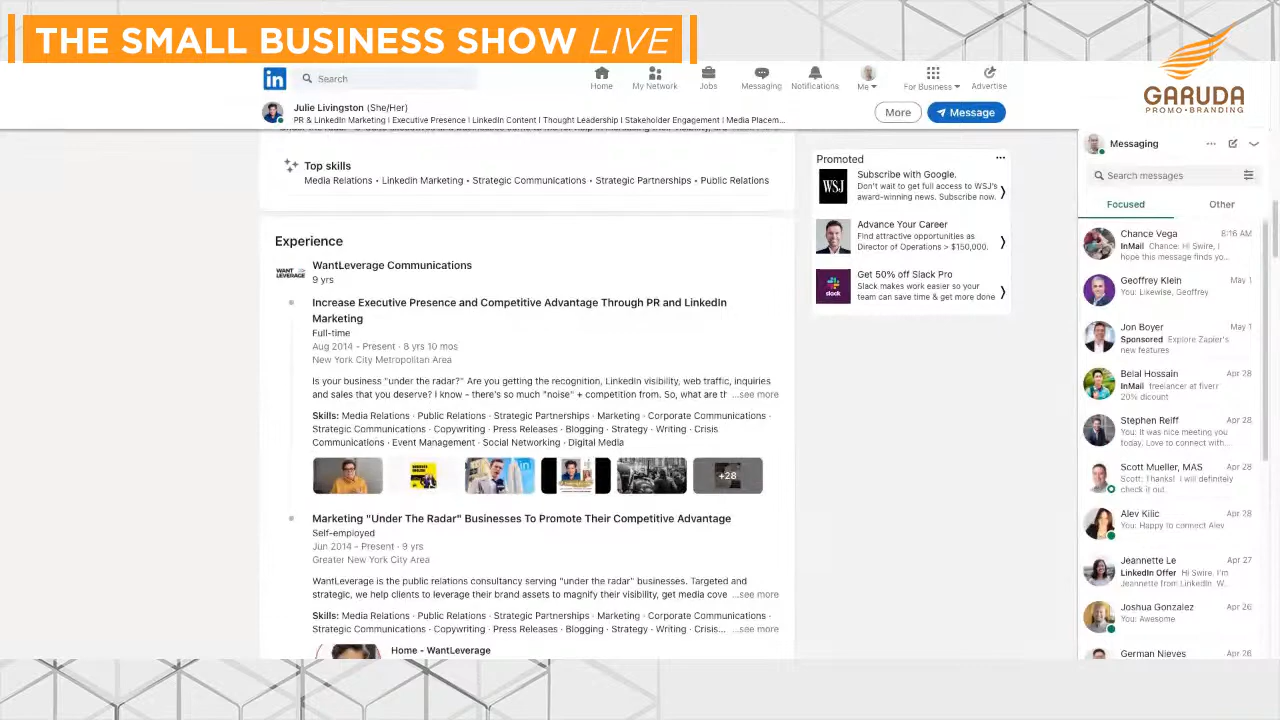 THE SMALL BUSINESS SHOW LIVE
GARUDA
PROMO•BRANDING
in
Search
Home
My Network
Jobs
Messaging
Notifications
Me
For Business
Advertise
Julie Livingston (She/Her)
PR & LinkedIn Marketing I Executive Presence I LinkedIn Content I Thought Leadership I Stakeholder Engagement I Media Placem...
More
Message
Top skills
Media Relations • Linkedin Marketing • Strategic Communications • Strategic Partnerships • Public Relations
Experience
WANT
LEVERAGE
WantLeverage Communications
9 yrs
Increase Executive Presence and Competitive Advantage Through PR and LinkedIn
Marketing
Full-time
Aug 2014 - Present · 8 yrs 10 mos
New York City Metropolitan Area
Is your business "under the radar?" Are you getting the recognition, LinkedIn visibility, web traffic, inquiries
and sales that you deserve? I know - there's so much "noise" + competition from. So, what are th ...see more
Skills: Media Relations · Public Relations · Strategic Partnerships · Marketing · Corporate Communications ·
Strategic Communications · Copywriting · Press Releases · Blogging · Strategy · Writing · Crisis
Communications · Event Management · Social Networking · Digital Media
+28
Marketing "Under The Radar" Businesses To Promote Their Competitive Advantage
Self-employed
Jun 2014 - Present · 9 yrs
Greater New York City Area
WantLeverage is the public relations consultancy serving "under the radar" businesses. Targeted and
strategic, we help clients to leverage their brand assets to magnify their visibility, get media cove ...see more
Skills: Media Relations · Public Relations · Strategic Partnerships · Marketing · Corporate Communications ·
Strategic Communications · Copywriting · Press Releases · Blogging · Strategy · Writing · Crisis... ...see more
Home - WantLeverage
Promoted
WSJ
Subscribe with Google.
Don't wait to get full access to WSJ's
award-winning news. Subscribe now.
Advance Your Career
Find attractive opportunities as
Director of Operations > $150,000.
slack
Get 50% off Slack Pro
Slack makes work easier so your
team can save time & get more done
Messaging
Search messages
Focused
Other
Chance Vega 8:16 AM
InMail Chance: Hi Swire, I
hope this message finds yo...
Geoffrey Klein May 1
You: Likewise, Geoffrey
Jon Boyer May 1
Sponsored Explore Zapier's
new features
Belal Hossain Apr 28
InMail freelancer at fiverr
20% dicount
Stephen Reiff Apr 28
You: It was nice meeting you
today. Love to connect with...
Scott Mueller, MAS Apr 28
Scott: Thanks! I will definitely
check it out.
Alev Kilic Apr 28
You: Happy to connect Alev
Jeannette Le Apr 27
LinkedIn Offer Hi Swire, I'm
Jeannette from LinkedIn. W...
Joshua Gonzalez Apr 26
You: Awesome
German Nieves Apr 26